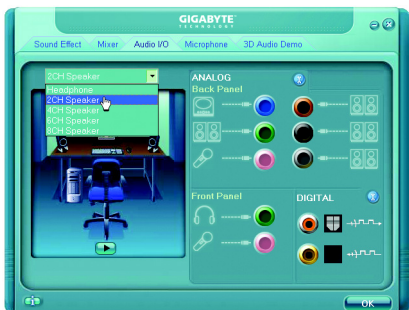 GIGABYTE
TECHNOLOGY
Sound Effect Mixer Audio I/O Microphone 3D Audio Demo
2CH Speaker
Headphone
2CH Speaker
4CH Speaker
6CH Speaker
8CH Speaker
ANALOG
Back Panel
Front Panel
DIGITAL
OK